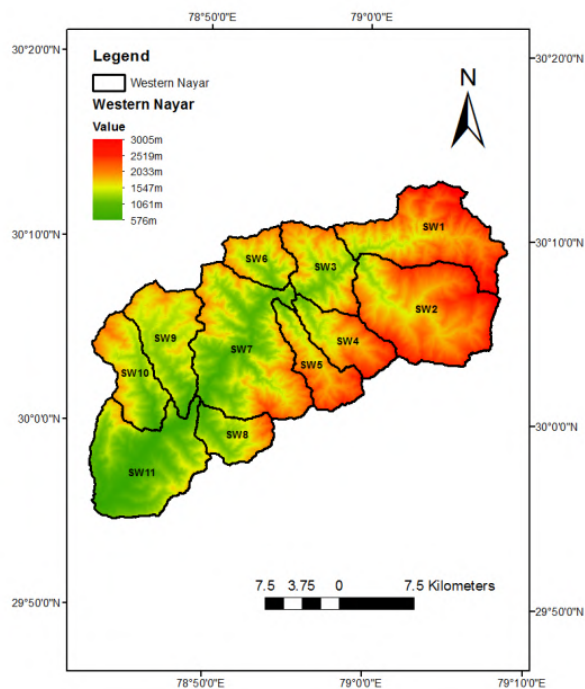 78°50'0"E 79°0'0"E
30°20'0"N 30°20'0"N
Legend
Western Nayar
Western Nayar
Value
3005m
2519m
2033m
1547m
1061m
576m
N
30°10'0"N 30°10'0"N
SW1
SW6
SW3
SW2
SW9
SW4
SW7
SW5
SW10
30°0'0"N 30°0'0"N
SW8
SW11
7.5 3.75 0 7.5 Kilometers
29°50'0"N 29°50'0"N
78°50'0"E 79°0'0"E 79°10'0"E